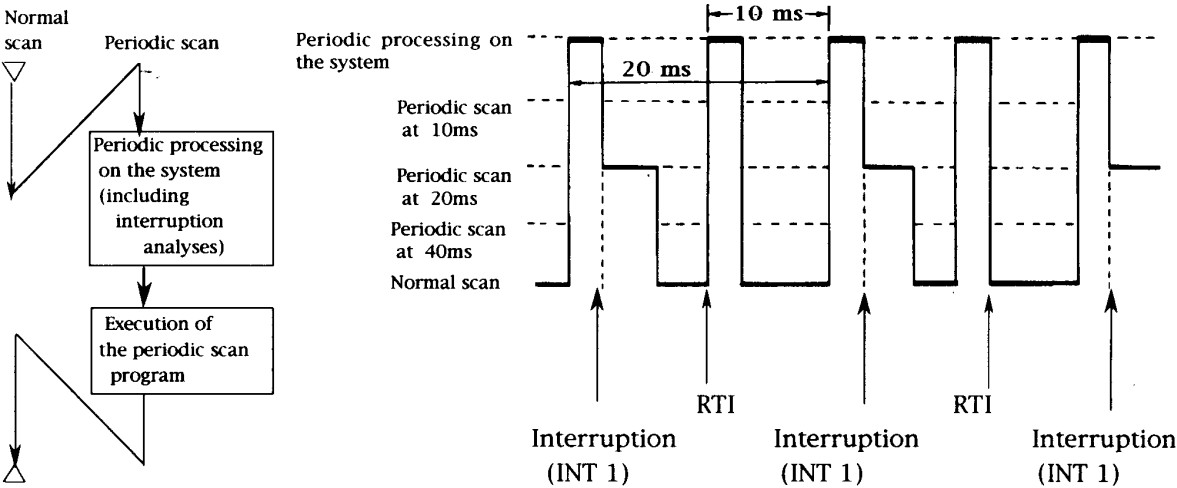 Normal
scan
Periodic scan
Periodic processing
on the system
(including
interruption
analyses)
Execution of
the periodic scan
program
10 ms
Periodic processing on
the system
20 ms
Periodic scan
at 10ms
Periodic scan
at 20ms
Periodic scan
at 40ms
Normal scan
RTI
RTI
Interruption
(INT 1)
Interruption
(INT 1)
Interruption
(INT 1)